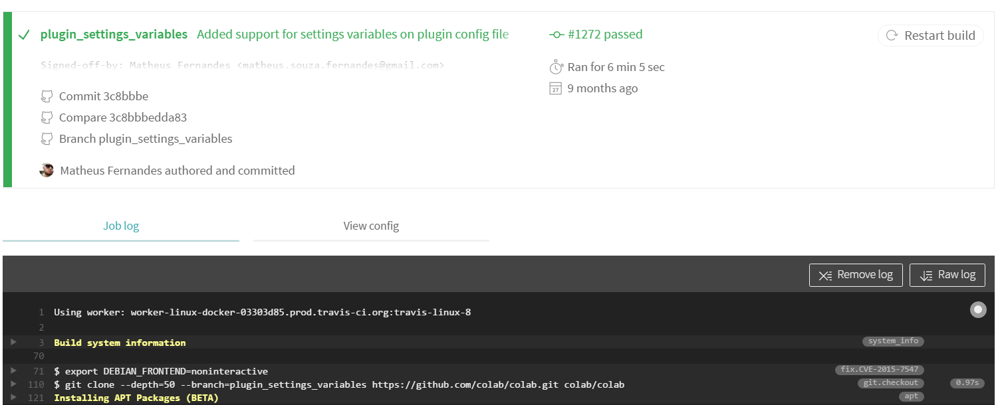 plugin_settings_variables Added support for settings variables on plugin config file
#1272 passed
Restart build
Signed-off-by: Matheus Fernandes <matheus.souza.fernandes@gmail.com>
Ran for 6 min 5 sec
27 9 months ago
Commit 3c8bbbe
Compare 3c8bbbedda83
Branch plugin_settings_variables
Matheus Fernandes authored and committed
Job log View config
Remove log Raw log
1 Using worker: worker-linux-docker-03303d85.prod.travis-ci.org:travis-linux-8
2
3 Build system information system_info
70
71 $ export DEBIAN_FRONTEND=noninteractive fix.CVE-2015-7547
110 $ git clone --depth=50 --branch=plugin_settings_variables https://github.com/colab/colab.git colab/colab git.checkout 0.97s
121 Installing APT Packages (BETA) apt